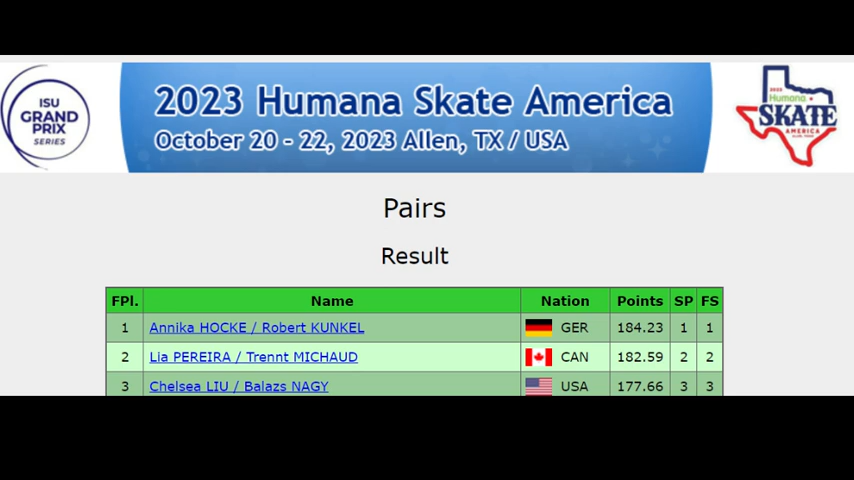 ISU
GRAND
PRIX
SERIES
2023 Humana Skate America
October 20 - 22, 2023 Allen, TX / USA
2023
Humana
SKATE
AMERICA
Pairs
Result
FPl. Name Nation Points SP FS
1 Annika HOCKE / Robert KUNKEL GER 184.23 1 1
2 Lia PEREIRA / Trennt MICHAUD CAN 182.59 2 2
3 Chelsea LIU / Balazs NAGY USA 177.66 3 3